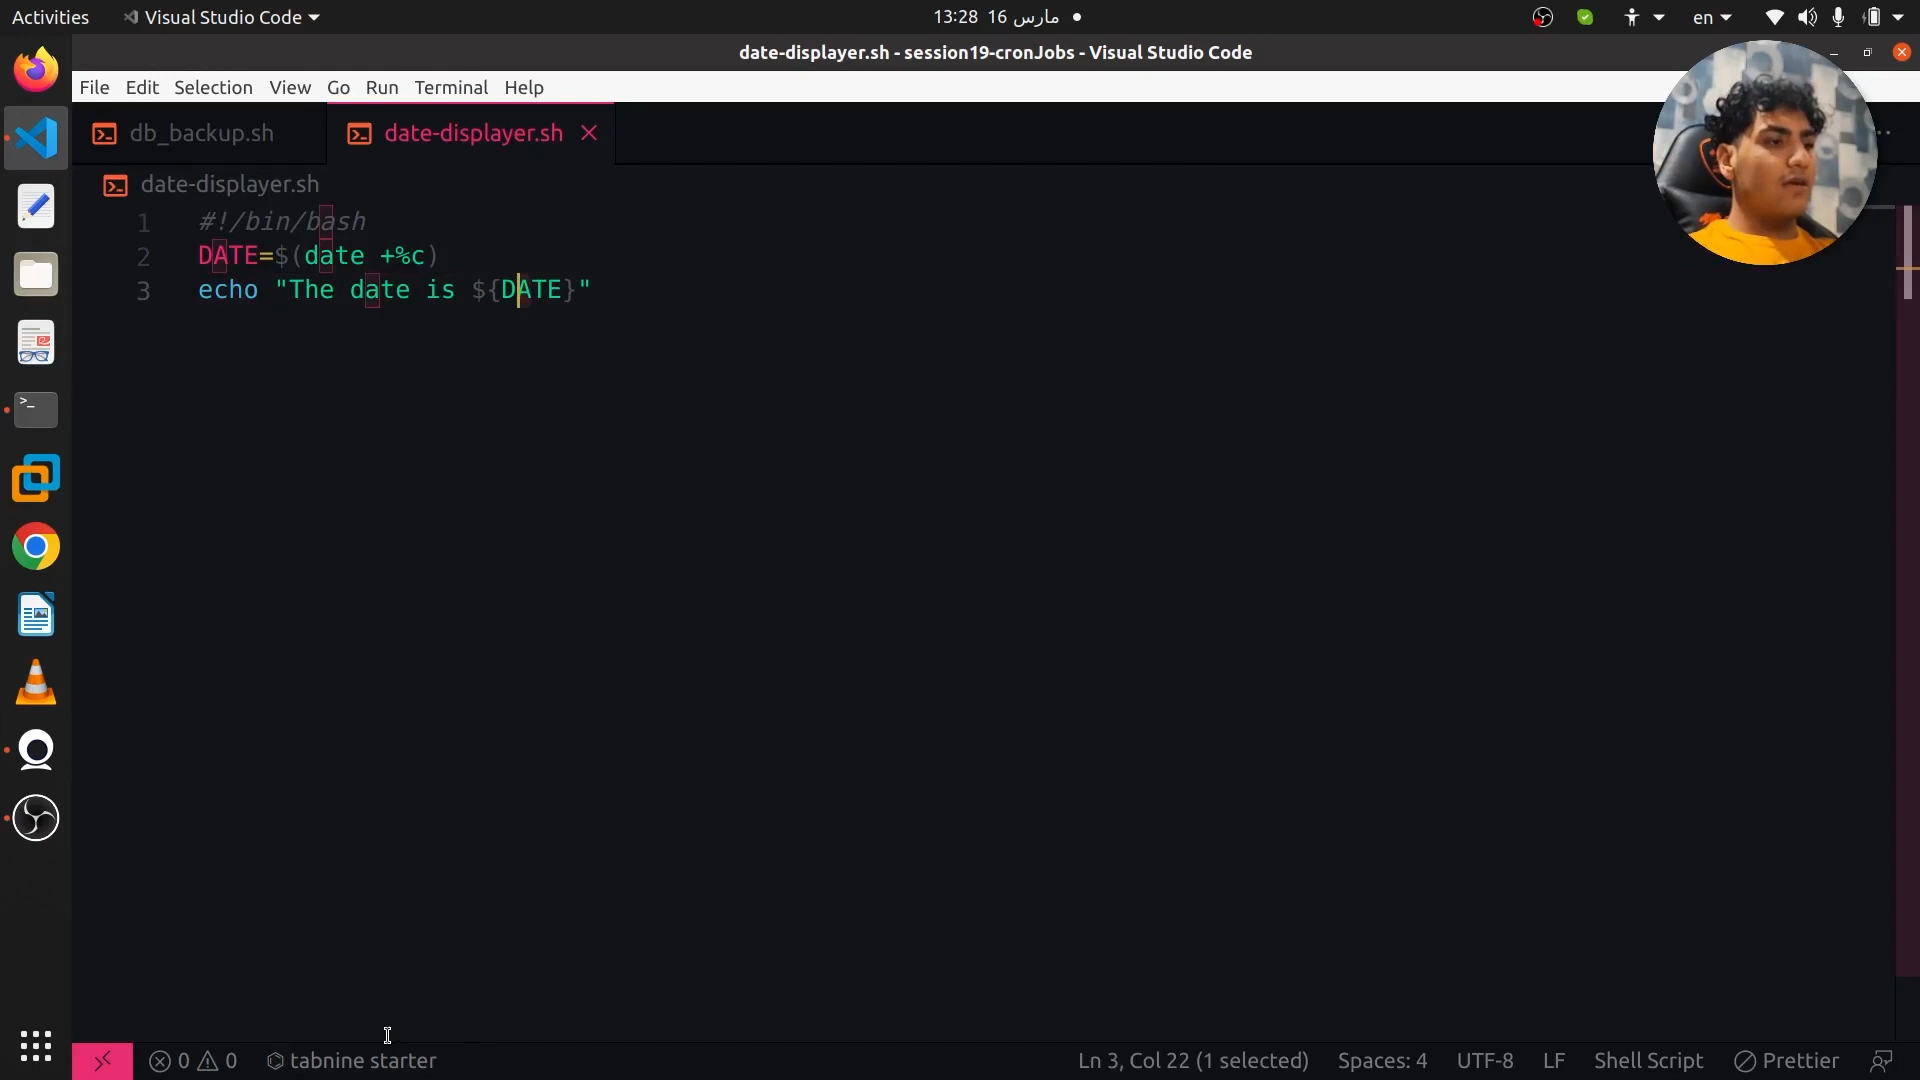 Activities
Visual Studio Code
13:28 16 مارس
en
date-displayer.sh - session19-cronJobs - Visual Studio Code
File Edit Selection View Go Run Terminal Help
db_backup.sh
date-displayer.sh
date-displayer.sh
1 #!/bin/bash
2 DATE=$(date +%c)
3 echo "The date is ${DATE}"
0 0 tabnine starter
Ln 3, Col 22 (1 selected) Spaces: 4 UTF-8 LF Shell Script Prettier